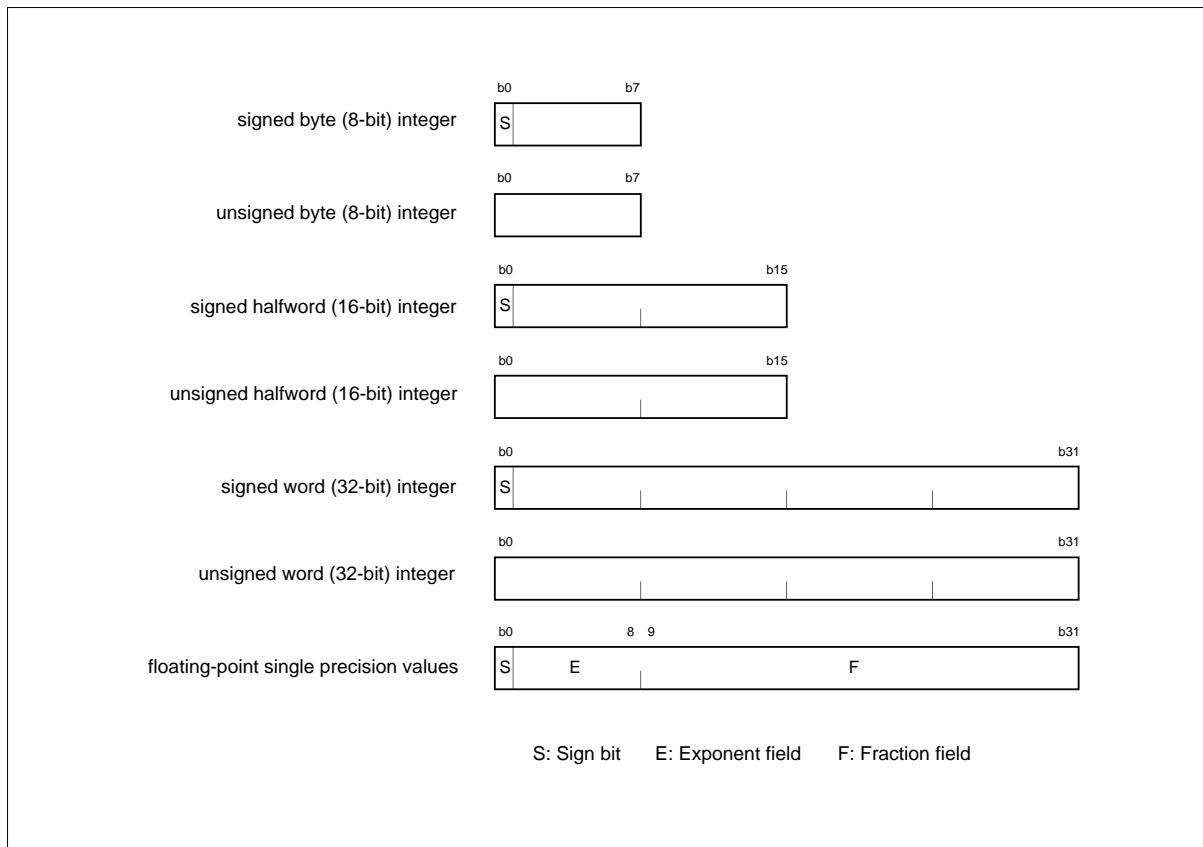 b0 b7
signed byte (8-bit) integer
S
b0 b7
unsigned byte (8-bit) integer
b0 b15
signed halfword (16-bit) integer
S
b0 b15
unsigned halfword (16-bit) integer
b0 b31
signed word (32-bit) integer
S
b0 b31
unsigned word (32-bit) integer
b0 8 9 b31
floating-point single precision values
S E F
S: Sign bit E: Exponent field F: Fraction field